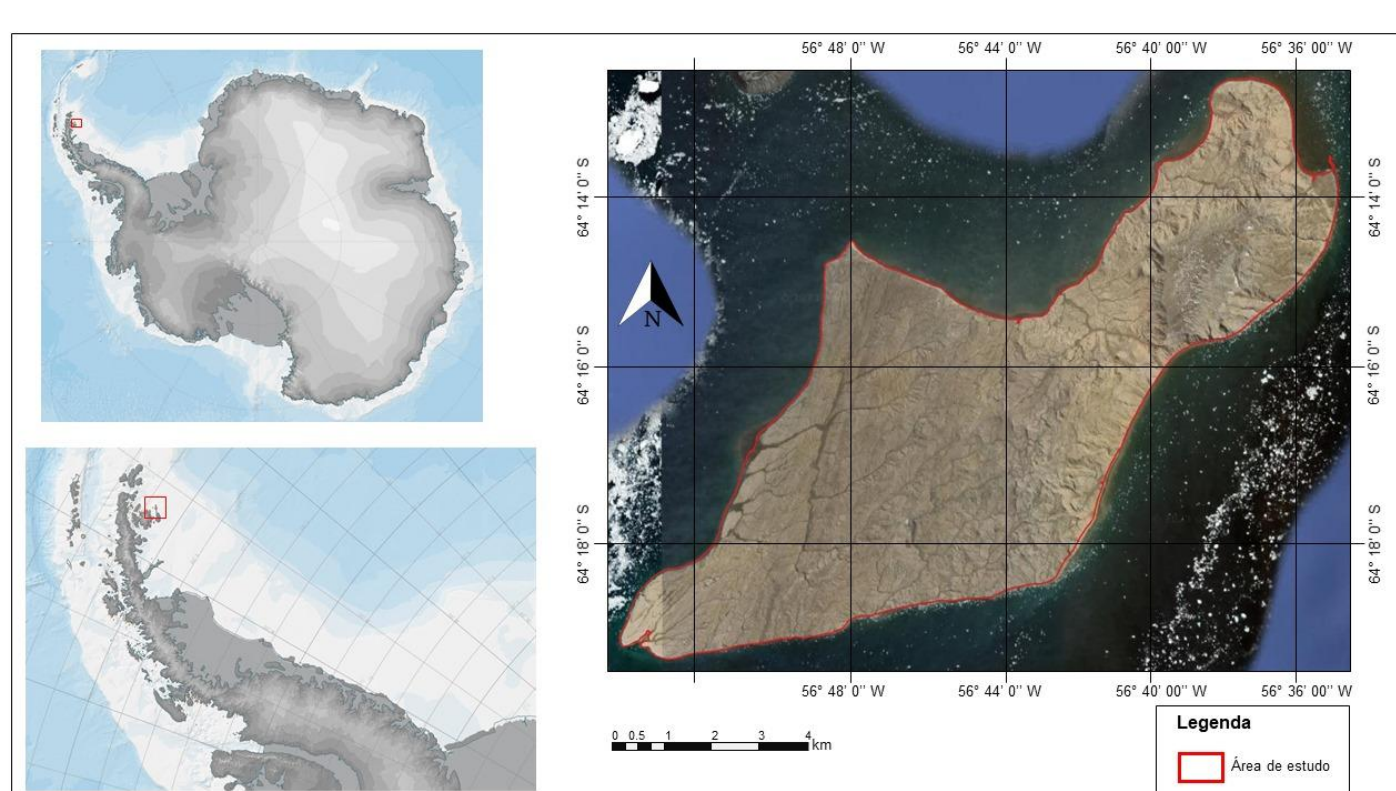 56° 48' 0'' W
56° 44' 0'' W
56° 40' 00'' W
56° 36' 00'' W
64° 14' 0'' S
64° 14' 0'' S
N
64° 16' 0'' S
64° 16' 0'' S
64° 18' 0'' S
64° 18' 0'' S
56° 48' 0'' W
56° 44' 0'' W
56° 40' 00'' W
56° 36' 00'' W
0 0.5 1 2 3 4
km
Legenda
Área de estudo